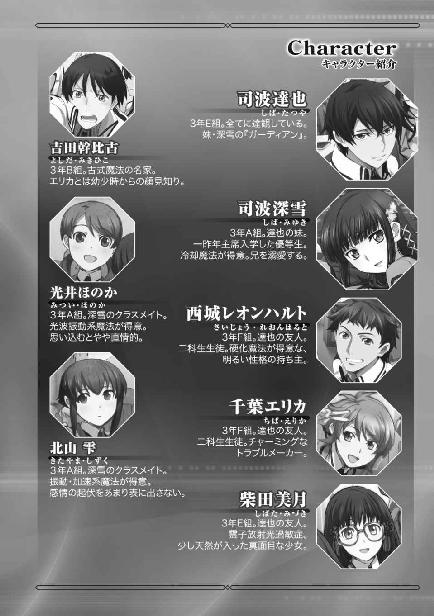 Character
キャラクター紹介
司波達也
しば・たつや
3年E組。全てに達観している。
妹・深雪の『ガーディアン』。
司波深雪
しば・みゆき
3年A組。達也の妹。
一昨年主席入学した優等生。
冷却魔法が得意。兄を溺愛する。
西城レオンハルト
さいじょう・れおんはると
3年F組。達也の友人。
二科生生徒。硬化魔法が得意な、
明るい性格の持ち主。
千葉エリカ
ちば・えりか
3年F組。達也の友人。
二科生生徒。チャーミングな
トラブルメーカー。
柴田美月
しばた・みづき
3年E組。達也の友人。
霊子放射光過敏症。
少し天然が入った真面目な少女。
吉田幹比古
よしだ・みきひこ
3年B組。古式魔法の名家。
エリカとは幼少時からの顔見知り。
光井ほのか
みつい・ほのか
3年A組。深雪のクラスメイト。
光波振動系魔法が得意。
思い込むとやや直情的。
北山 雫
きたやま・しずく
3年A組。深雪のクラスメイト。
振動・加速系魔法が得意。
感情の起伏をあまり表に出さない。